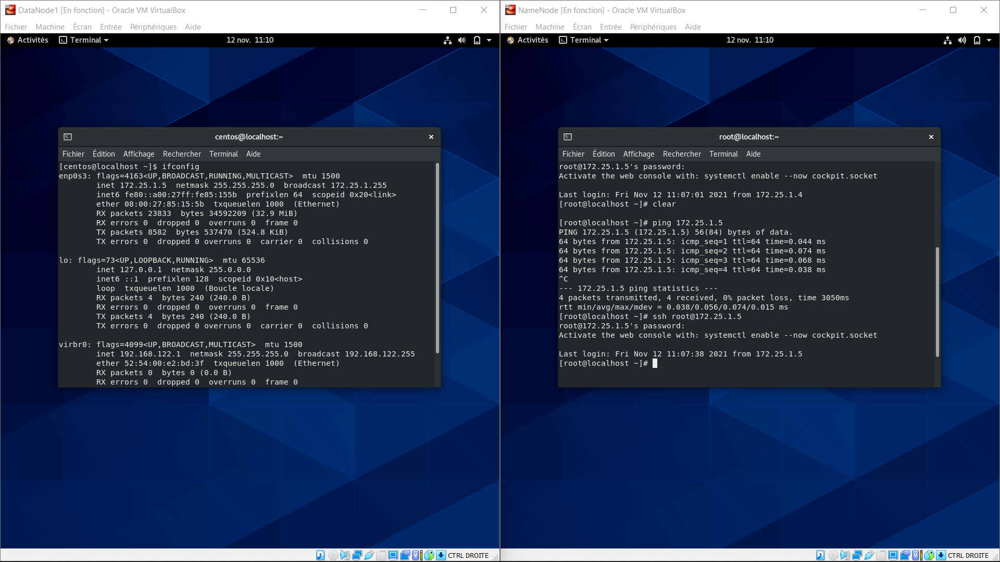 DataNode1 [En fonction] - Oracle VM VirtualBox
Fichier Machine Écran Entrée Périphériques Aide
Activités Terminal 12 nov. 11:10
centos@localhost:~
Fichier Édition Affichage Rechercher Terminal Aide
[centos@localhost ~]$ ifconfig
enp0s3: flags=4163<UP,BROADCAST,RUNNING,MULTICAST>  mtu 1500
        inet 172.25.1.5  netmask 255.255.255.0  broadcast 172.25.1.255
        inet6 fe80::a00:27ff:fe85:155b  prefixlen 64  scopeid 0x20<link>
        ether 08:00:27:85:15:5b  txqueuelen 1000  (Ethernet)
        RX packets 23833  bytes 34592209 (32.9 MiB)
        RX errors 0  dropped 0  overruns 0  frame 0
        TX packets 8582  bytes 537470 (524.8 KiB)
        TX errors 0  dropped 0 overruns 0  carrier 0  collisions 0
lo: flags=73<UP,LOOPBACK,RUNNING>  mtu 65536
        inet 127.0.0.1  netmask 255.0.0.0
        inet6 ::1  prefixlen 128  scopeid 0x10<host>
        loop  txqueuelen 1000  (Boucle locale)
        RX packets 4  bytes 240 (240.0 B)
        RX errors 0  dropped 0  overruns 0  frame 0
        TX packets 4  bytes 240 (240.0 B)
        TX errors 0  dropped 0 overruns 0  carrier 0  collisions 0
virbr0: flags=4099<UP,BROADCAST,MULTICAST>  mtu 1500
        inet 192.168.122.1  netmask 255.255.255.0  broadcast 192.168.122.255
        ether 52:54:00:e2:bd:3f  txqueuelen 1000  (Ethernet)
        RX packets 0  bytes 0 (0.0 B)
        RX errors 0  dropped 0  overruns 0  frame 0
CTRL DROITE
NameNode [En fonction] - Oracle VM VirtualBox
Fichier Machine Écran Entrée Périphériques Aide
Activités Terminal 12 nov. 11:10
root@localhost:~
Fichier Édition Affichage Rechercher Terminal Aide
root@172.25.1.5's password:
Activate the web console with: systemctl enable --now cockpit.socket
Last login: Fri Nov 12 11:07:01 2021 from 172.25.1.4
[root@localhost ~]# clear
[root@localhost ~]# ping 172.25.1.5
PING 172.25.1.5 (172.25.1.5) 56(84) bytes of data.
64 bytes from 172.25.1.5: icmp_seq=1 ttl=64 time=0.044 ms
64 bytes from 172.25.1.5: icmp_seq=2 ttl=64 time=0.074 ms
64 bytes from 172.25.1.5: icmp_seq=3 ttl=64 time=0.068 ms
64 bytes from 172.25.1.5: icmp_seq=4 ttl=64 time=0.038 ms
^C
--- 172.25.1.5 ping statistics ---
4 packets transmitted, 4 received, 0% packet loss, time 3050ms
rtt min/avg/max/mdev = 0.038/0.056/0.074/0.015 ms
[root@localhost ~]# ssh root@172.25.1.5
root@172.25.1.5's password:
Activate the web console with: systemctl enable --now cockpit.socket
Last login: Fri Nov 12 11:07:38 2021 from 172.25.1.5
[root@localhost ~]#
CTRL DROITE